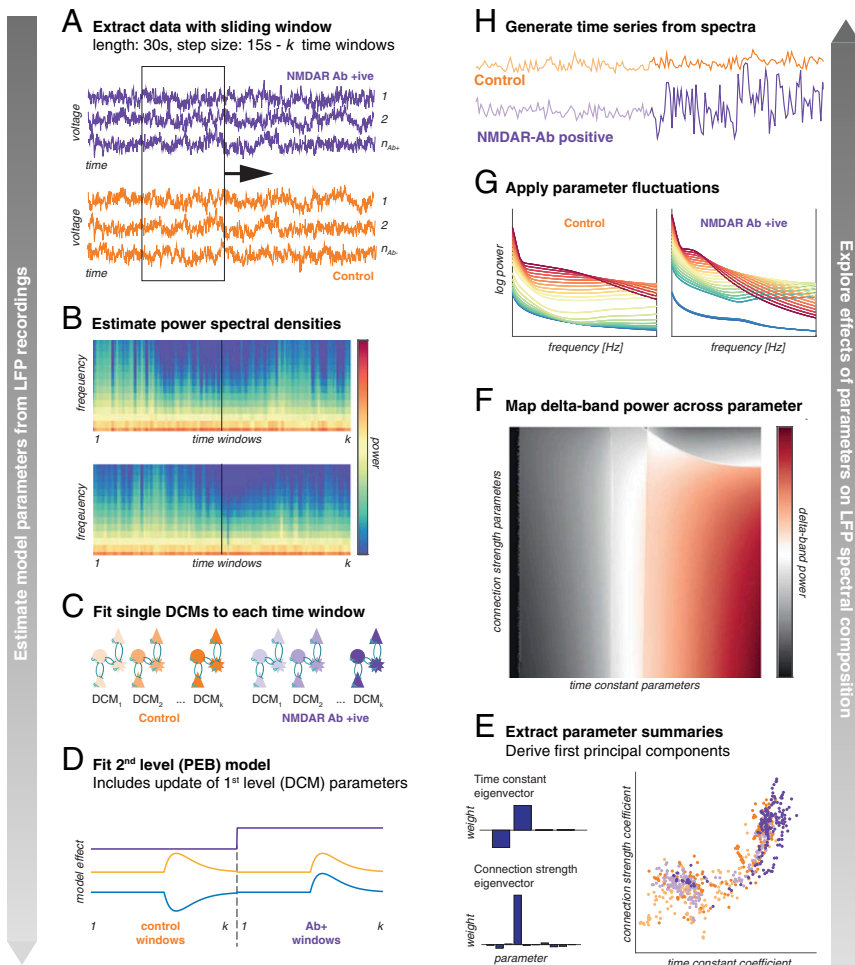 Estimate model parameters from LFP recordings
A Extract data with sliding window
length: 30s, step size: 15s - k time windows
NMDAR Ab +ive
voltage
1
2
nAb+
time
voltage
1
2
nAb-
time
Control
B Estimate power spectral densities
frequency
1 time windows k
freqeuency
1 time windows k
power
C Fit single DCMs to each time window
DCM1 DCM2 ... DCMk DCM1 DCM2 ... DCMk
Control NMDAR Ab +ive
D Fit 2nd level (PEB) model
Includes update of 1st level (DCM) parameters
model effect
1 control windows k 1 Ab+ windows k
E Extract parameter summaries
Derive first principal components
Time constant
eigenvector
weight
Connection strength
eigenvector
weight
parameter
connection strength coefficient
time constant coefficient
F Map delta-band power across parameter
connection strength parameters
time constant parameters
delta-band power
G Apply parameter fluctuations
Control NMDAR Ab +ive
log power
frequency [Hz] frequency [Hz]
H Generate time series from spectra
Control
NMDAR-Ab positive
Explore effects of parameters on LFP spectral composition